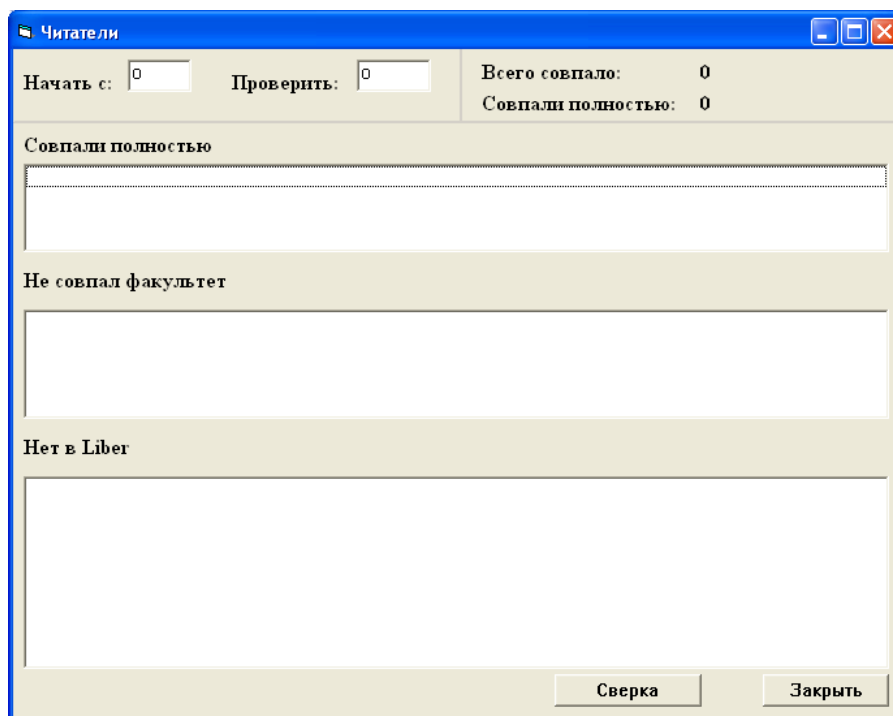 Читатели
Начать с: 0 Проверить: 0 Всего совпало: 0
Совпали полностью: 0
Совпали полностью
Не совпал факультет
Нет в Liber
Сверка Закрыть